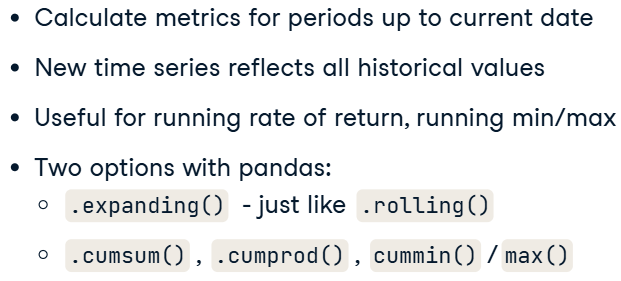 • Calculate metrics for periods up to current date
• New time series reflects all historical values
• Useful for running rate of return, running min/max
• Two options with pandas:
○ .expanding() - just like .rolling()
○ .cumsum() , .cumprod() , cummin() / max()